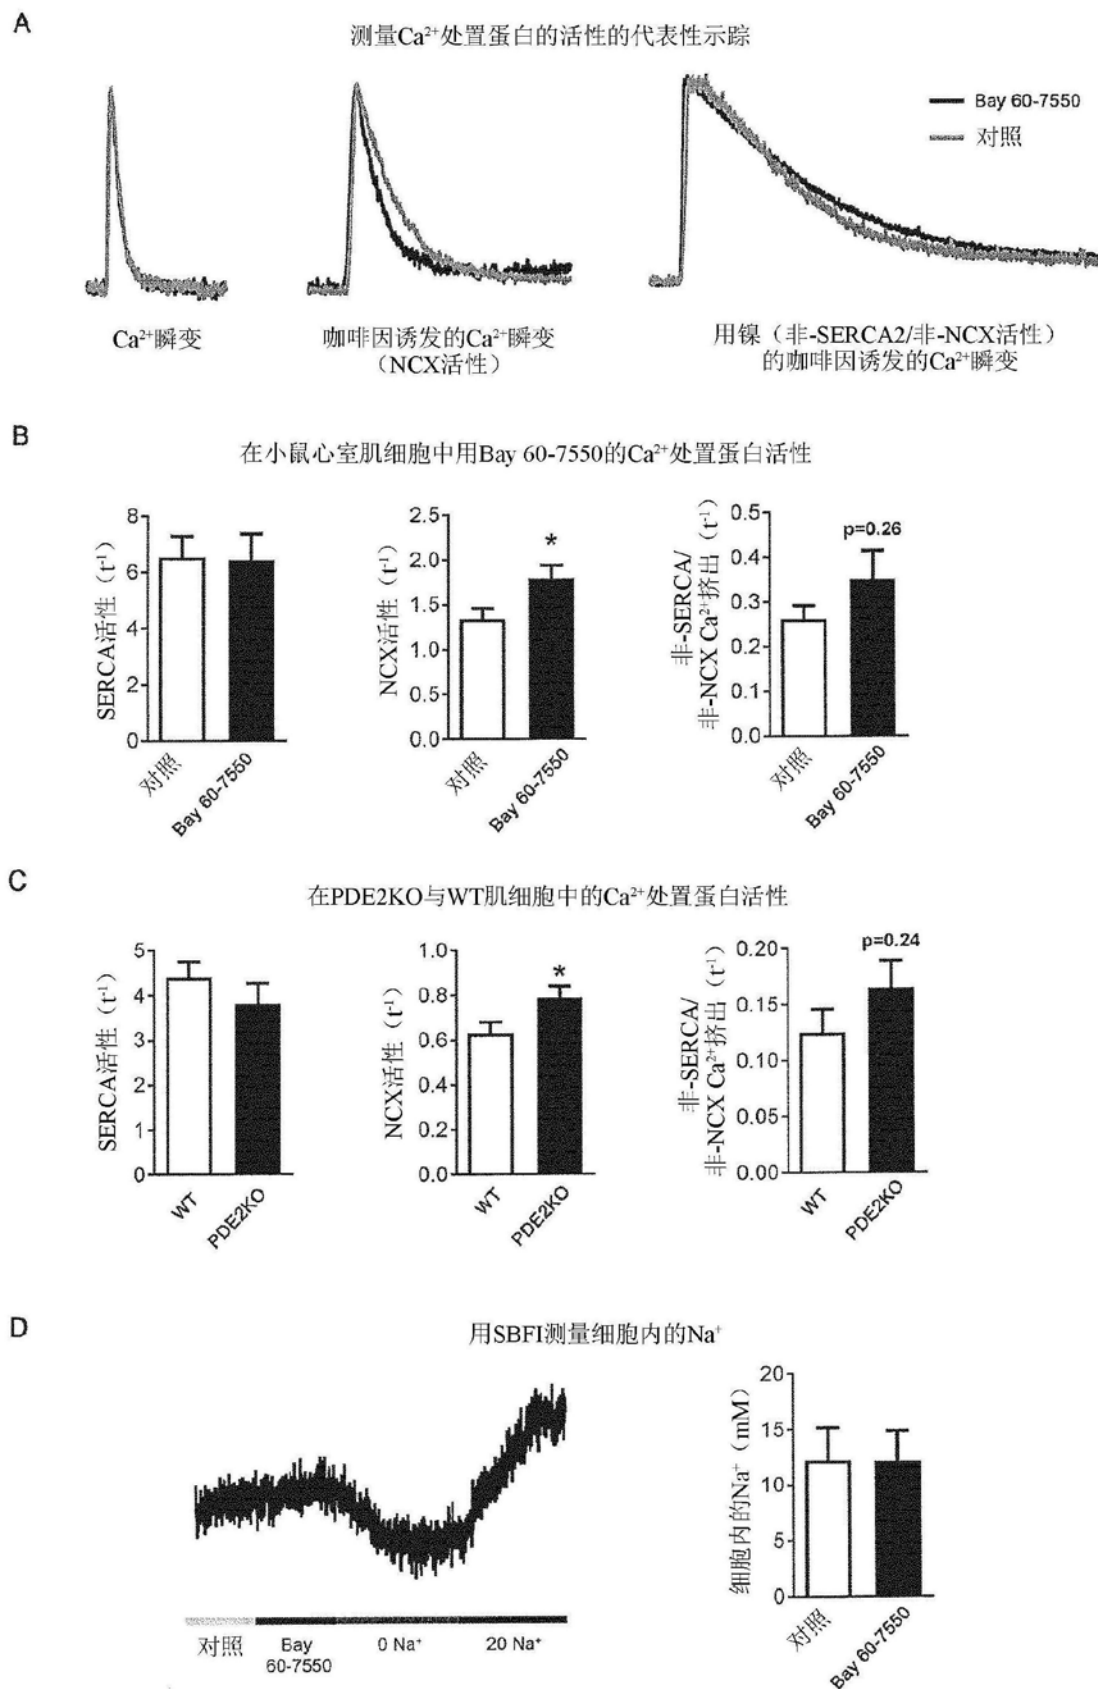 A
测量Ca²⁺处置蛋白的活性的代表性示踪
Bay 60-7550
对照
Ca²⁺瞬变
咖啡因诱发的Ca²⁺瞬变
（NCX活性）
用镍（非-SERCA2/非-NCX活性）
的咖啡因诱发的Ca²⁺瞬变
B
在小鼠心室肌细胞中用Bay 60-7550的Ca²⁺处置蛋白活性
SERCA活性（t⁻¹）
8
6
4
2
0
对照
Bay 60-7550
NCX活性（t⁻¹）
2.5
2.0
1.5
1.0
0.5
0.0
*
对照
Bay 60-7550
非-SERCA/
非-NCX Ca²⁺挤出（t⁻¹）
0.5
0.4
0.3
0.2
0.1
0.0
p=0.26
对照
Bay 60-7550
C
在PDE2KO与WT肌细胞中的Ca²⁺处置蛋白活性
SERCA活性（t⁻¹）
5
4
3
2
1
0
WT
PDE2KO
NCX活性（t⁻¹）
1.0
0.8
0.6
0.4
0.2
0.0
*
WT
PDE2KO
非-SERCA/
非-NCX Ca²⁺挤出（t⁻¹）
0.20
0.15
0.10
0.05
0.00
p=0.24
WT
PDE2KO
D
用SBFI测量细胞内的Na⁺
对照
Bay
60-7550
0 Na⁺
20 Na⁺
细胞内的Na⁺（mM）
20
15
10
5
0
对照
Bay 60-7550